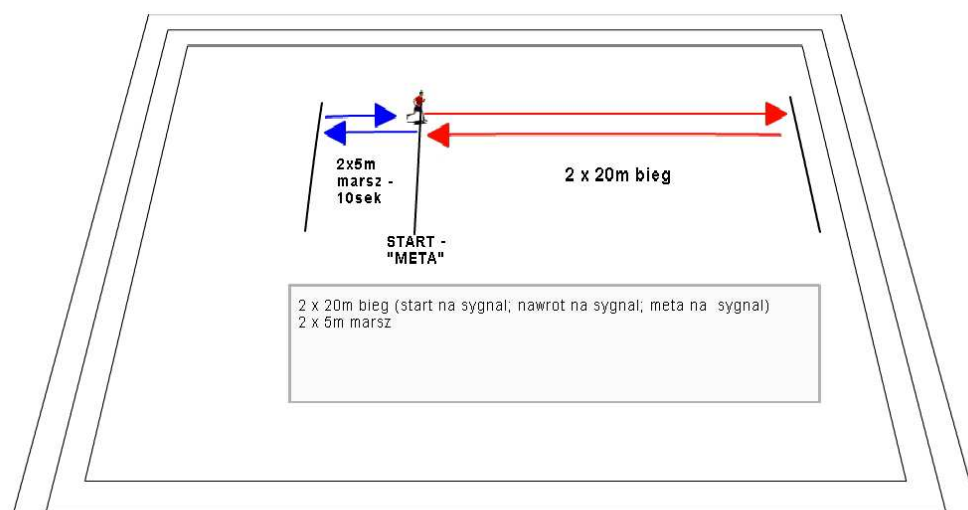 2x5m
marsz -
10sek
2 x 20m bieg
START -
"META"
2 x 20m bieg (start na sygnal; nawrot na sygnal; meta na sygnal)
2 x 5m marsz